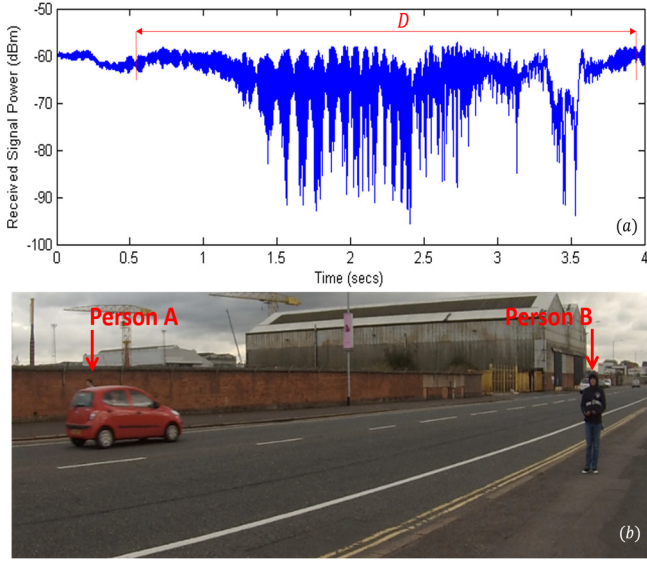 -50
D
-60
-70
-80
-90
-100
Received Signal Power (dBm)
(a)
0 0.5 1 1.5 2 2.5 3 3.5 4
Time (secs)
Person A
Person B
(b)